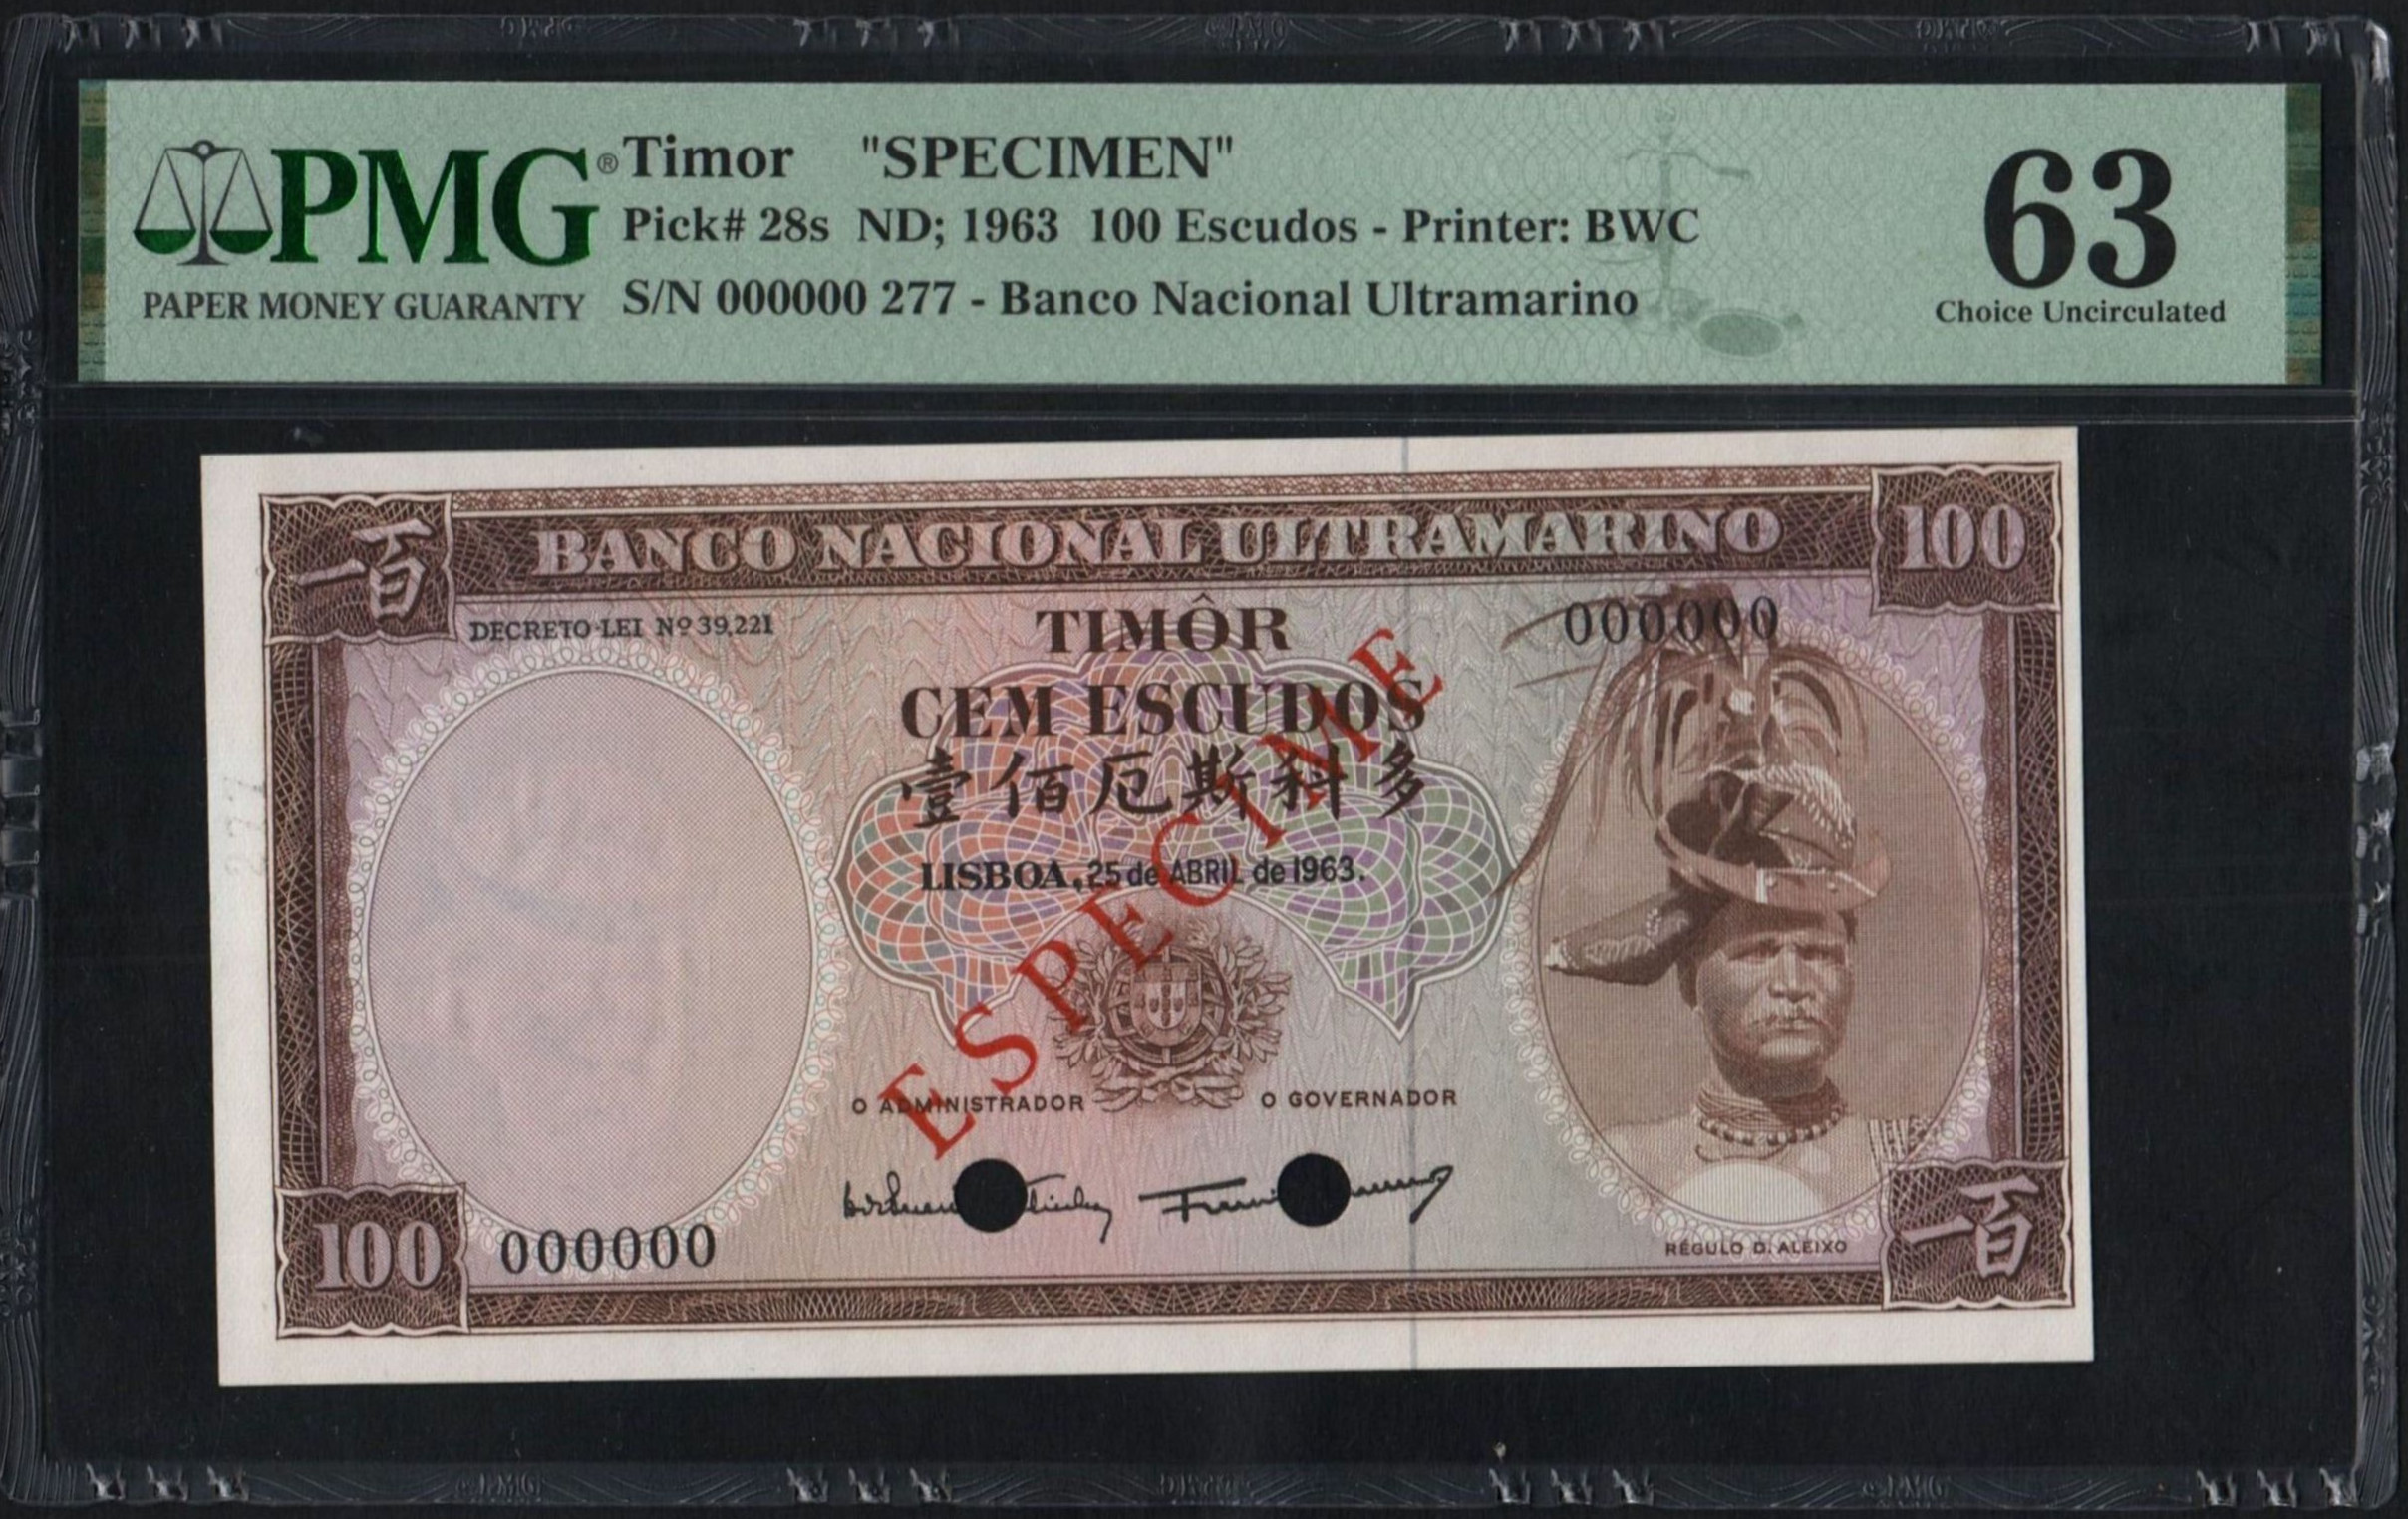 PMG®
PAPER MONEY GUARANTY
Timor "SPECIMEN"
Pick# 28s ND; 1963 100 Escudos - Printer: BWC
S/N 000000 277 - Banco Nacional Ultramarino
63
Choice Uncirculated
一百
BANCO NACIONAL ULTRAMARINO
100
DECRETO-LEI Nº 39,221
TIMÔR
000000
CEM ESCUDOS
壹佰厄斯科多
LISBOA, 25 de ABRIL de 1963.
ESPECIME
277
O ADMINISTRADOR
O GOVERNADOR
RÉGULO D. ALEIXO
100
000000
一百